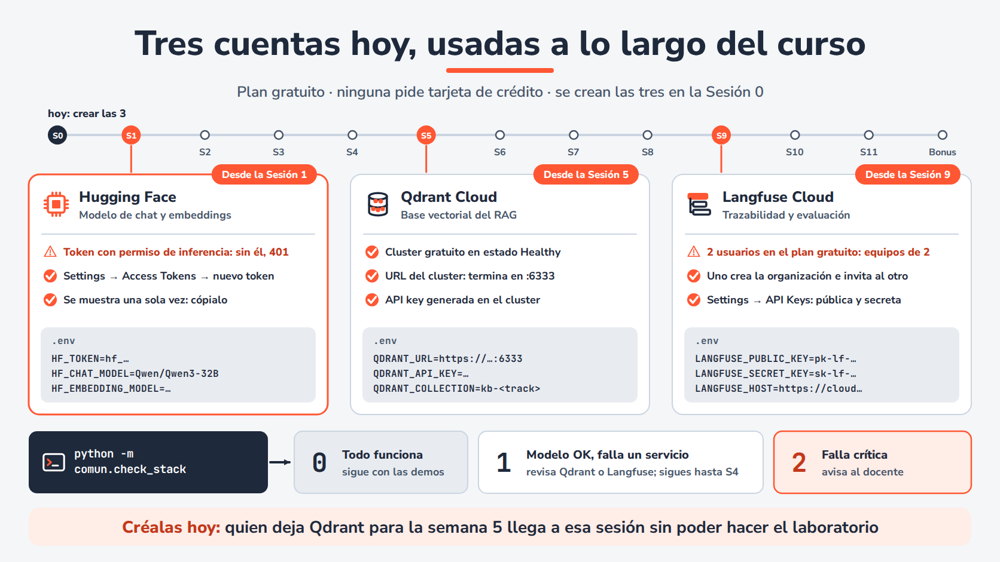 Tres cuentas hoy, usadas a lo largo del curso
Plan gratuito · ninguna pide tarjeta de crédito · se crean las tres en la Sesión 0
hoy: crear las 3
S0
S1
S2
S3
S4
S5
S6
S7
S8
S9
S10
S11
Bonus
Desde la Sesión 1
Hugging Face
Modelo de chat y embeddings
Token con permiso de inferencia: sin él, 401
Settings → Access Tokens → nuevo token
Se muestra una sola vez: cópialo
.env
HF_TOKEN=hf_…
HF_CHAT_MODEL=Qwen/Qwen3-32B
HF_EMBEDDING_MODEL=…
Desde la Sesión 5
Qdrant Cloud
Base vectorial del RAG
Cluster gratuito en estado Healthy
URL del cluster: termina en :6333
API key generada en el cluster
.env
QDRANT_URL=https://…:6333
QDRANT_API_KEY=…
QDRANT_COLLECTION=kb-<track>
Desde la Sesión 9
Langfuse Cloud
Trazabilidad y evaluación
2 usuarios en el plan gratuito: equipos de 2
Uno crea la organización e invita al otro
Settings → API Keys: pública y secreta
.env
LANGFUSE_PUBLIC_KEY=pk-lf-…
LANGFUSE_SECRET_KEY=sk-lf-…
LANGFUSE_HOST=https://cloud…
python -m
comun.check_stack
0
Todo funciona
sigue con las demos
1
Modelo OK, falla un servicio
revisa Qdrant o Langfuse; sigues hasta S4
2
Falla crítica
avisa al docente
Créalas hoy: quien deja Qdrant para la semana 5 llega a esa sesión sin poder hacer el laboratorio